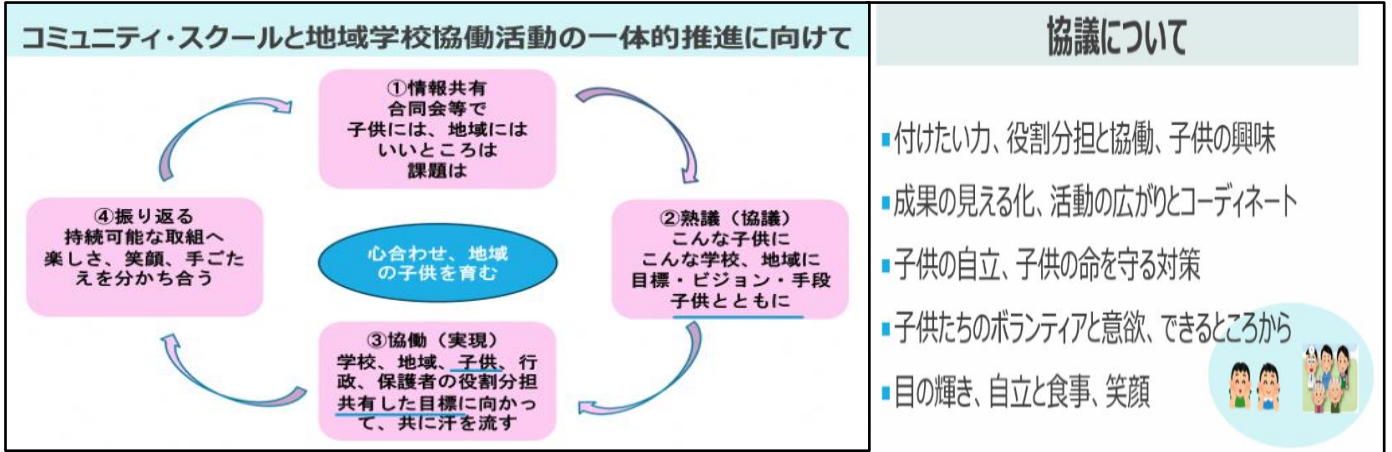 コミュニティ・スクールと地域学校協働活動の一体的推進に向けて
①情報共有
合同会等で
子供には、地域には
いいところは
課題は
②熟議（協議）
こんな子供に
こんな学校、地域に
目標・ビジョン・手段
子供とともに
③協働（実現）
学校、地域、子供、行
政、保護者の役割分担
共有した目標に向かっ
て、共に汗を流す
④振り返る
持続可能な取組へ
楽しさ、笑顔、手ごた
えを分かち合う
心合わせ、地域
の子供を育む
協議について
▪付けたい力、役割分担と協働、子供の興味
▪成果の見える化、活動の広がりとコーディネート
▪子供の自立、子供の命を守る対策
▪子供たちのボランティアと意欲、できるところから
▪目の輝き、自立と食事、笑顔